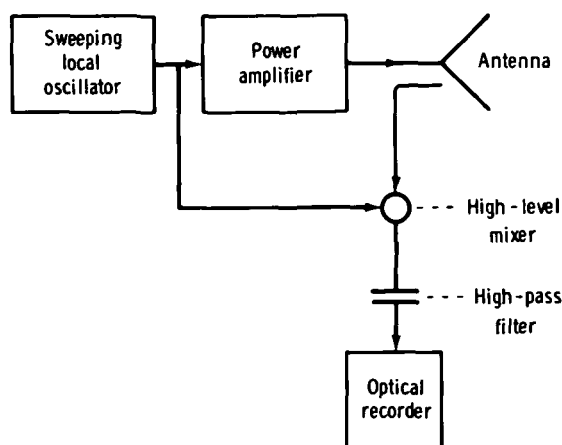 Sweeping
local
oscillator
Power
amplifier
Antenna
High-level
mixer
High-pass
filter
Optical
recorder